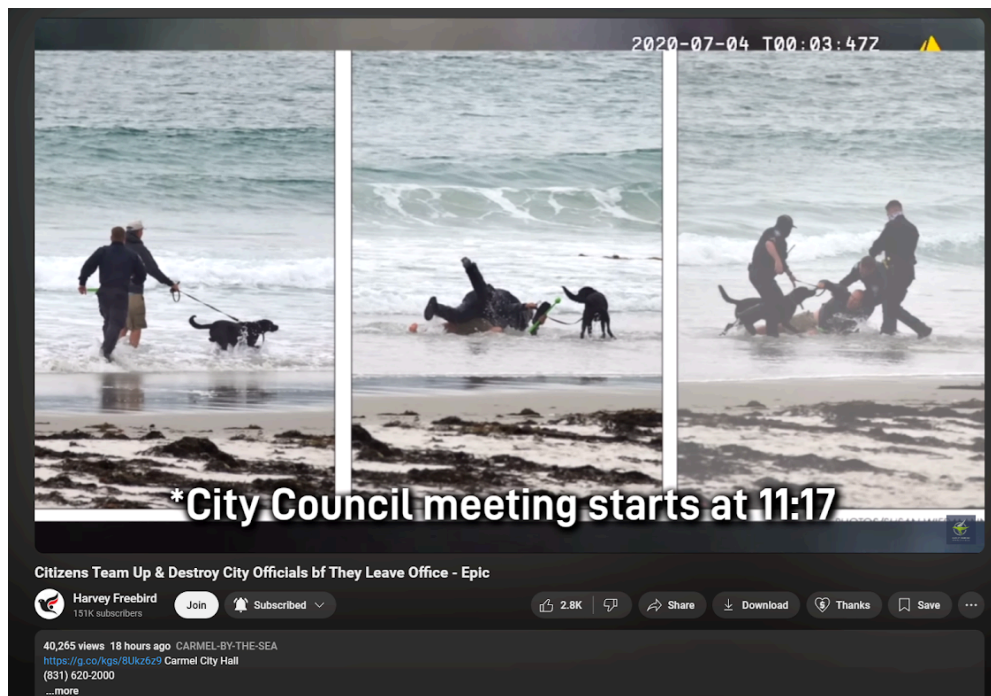 2020-07-04 T00:03:47Z
*City Council meeting starts at 11:17
Citizens Team Up & Destroy City Officials bf They Leave Office - Epic
Harvey Freebird
151K subscribers
Join
Subscribed
2.8K
Share
Download
Thanks
Save
40,265 views 18 hours ago CARMEL-BY-THE-SEA
https://g.co/kgs/8Ukz6z9 Carmel City Hall
(831) 620-2000
...more